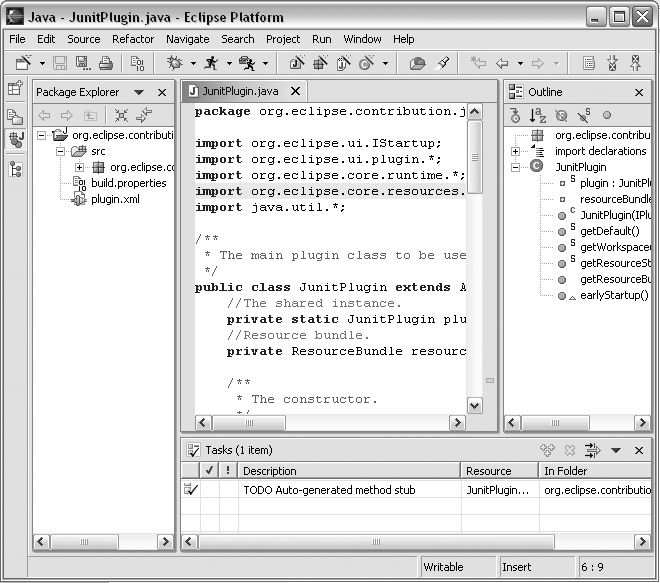 Java - JunitPlugin.java - Eclipse Platform
File Edit Source Refactor Navigate Search Project Run Window Help
Package Explorer
org.eclipse.contributi
src
org.eclipse.co
build.properties
plugin.xml
JunitPlugin.java
package org.eclipse.contribution.j
import org.eclipse.ui.IStartup;
import org.eclipse.ui.plugin.*;
import org.eclipse.core.runtime.*;
import org.eclipse.core.resources.
import java.util.*;
/**
* The main plugin class to be use
*/
public class JunitPlugin extends A
//The shared instance.
private static JunitPlugin plu
//Resource bundle.
private ResourceBundle resourc
/**
* The constructor.
*/
Outline
org.eclipse.contribu
import declarations
JunitPlugin
plugin : JunitP
resourceBundle
JunitPlugin(IPl
getDefault()
getWorkspace(
getResourceSt
getResourceBu
earlyStartup()
Tasks (1 item)
! Description Resource In Folder
TODO Auto-generated method stub JunitPlugin... org.eclipse.contributio
Writable Insert 6 : 9